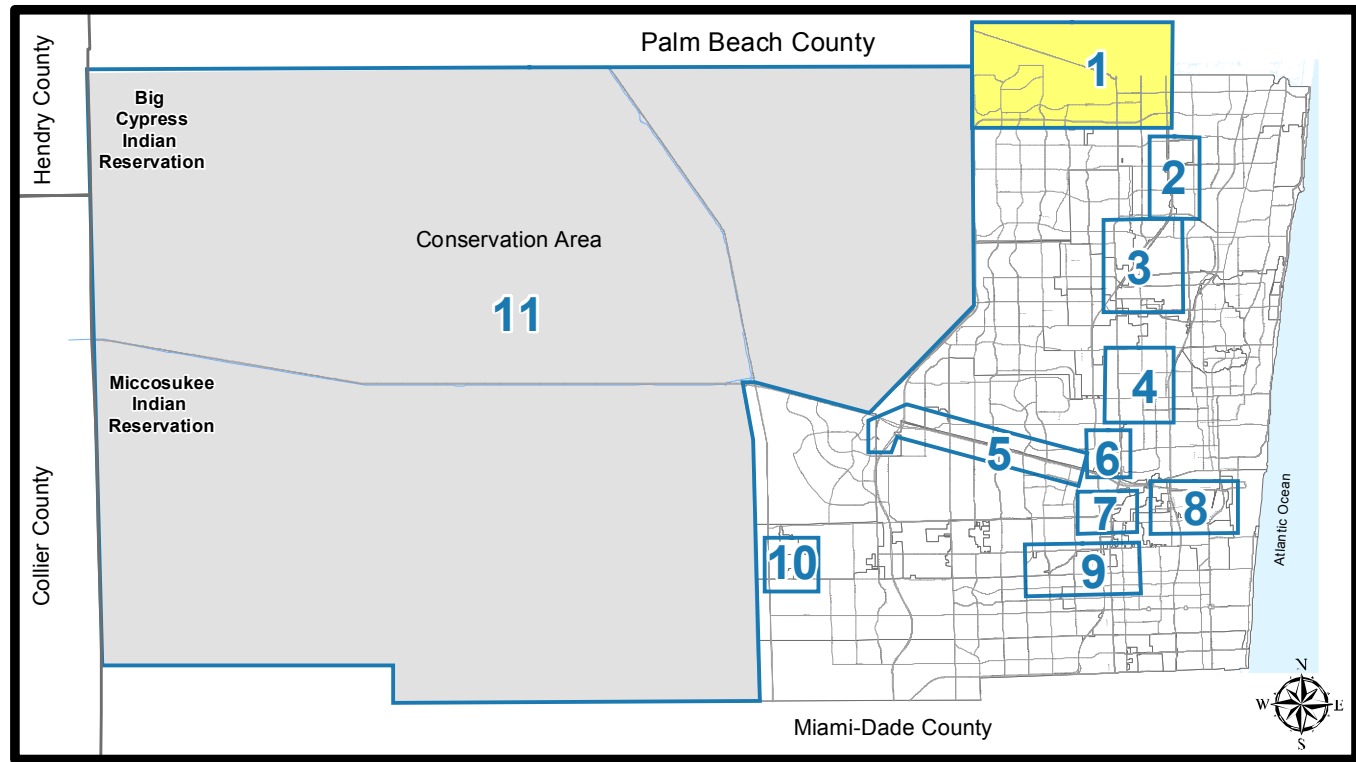 Palm Beach County
Hendry County
1
Big
Cypress
Indian
Reservation
2
Conservation Area
3
11
4
Miccosukee
Indian
Reservation
5
6
7
8
Atlantic Ocean
Collier County
10
9
Miami-Dade County
N
W
E
S